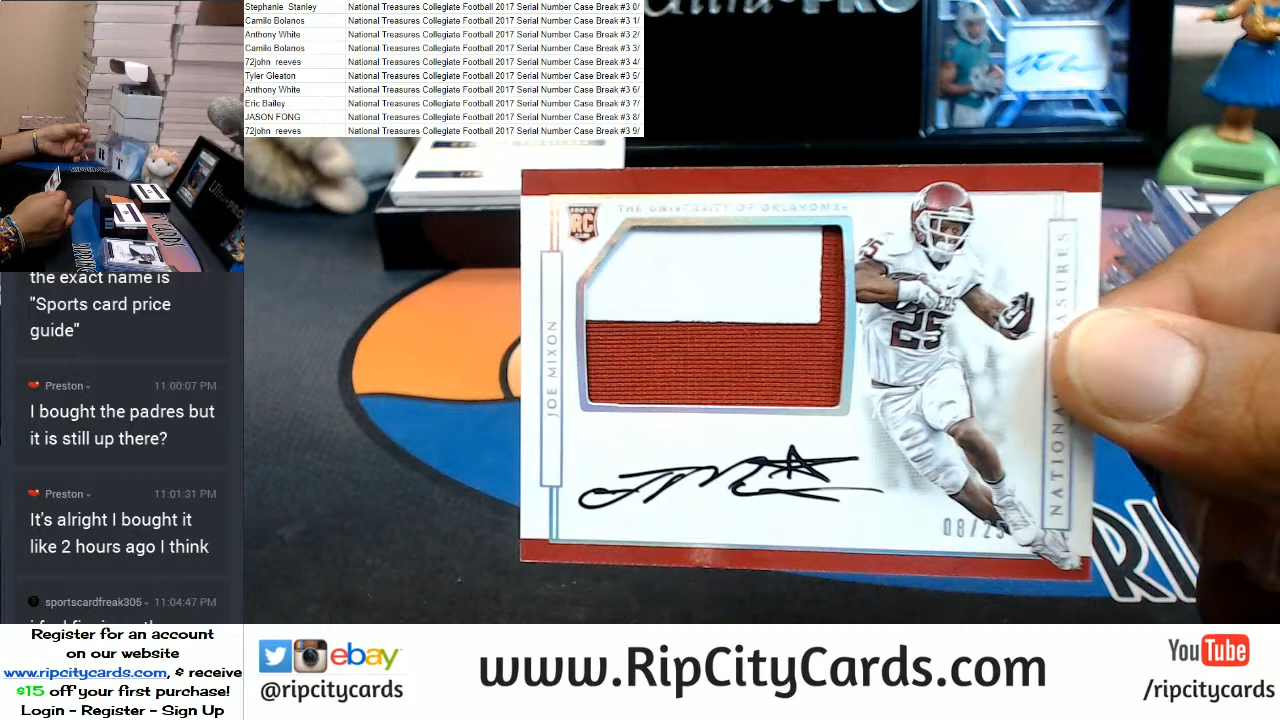 Stephanie Stanley National Treasures Collegiate Football 2017 Serial Number Case Break #3 0/
Camilo Bolanos National Treasures Collegiate Football 2017 Serial Number Case Break #3 1/
Anthony White National Treasures Collegiate Football 2017 Serial Number Case Break #3 2/
Camilo Bolanos National Treasures Collegiate Football 2017 Serial Number Case Break #3 3/
72john reeves National Treasures Collegiate Football 2017 Serial Number Case Break #3 4/
Tyler Gleaton National Treasures Collegiate Football 2017 Serial Number Case Break #3 5/
Anthony White National Treasures Collegiate Football 2017 Serial Number Case Break #3 6/
Eric Bailey National Treasures Collegiate Football 2017 Serial Number Case Break #3 7/
JASON FONG National Treasures Collegiate Football 2017 Serial Number Case Break #3 8/
72john reeves National Treasures Collegiate Football 2017 Serial Number Case Break #3 9/
Ultra-PRO
the exact name is
"Sports card price
guide"
Preston 11:00:07 PM
I bought the padres but
it is still up there?
Preston 11:01:31 PM
It's alright I bought it
like 2 hours ago I think
sportscardfreak305 11:04:47 PM
RC
THE UNIVERSITY OF OKLAHOMA
JOE MIXON
25
25
NATIONAL TREASURES
08/25
RI
Register for an account
on our website
www.ripcitycards.com, & receive
$15 off your first purchase!
Login - Register - Sign Up
ebay
@ripcitycards
www.RipCityCards.com
YouTube
/ripcitycards